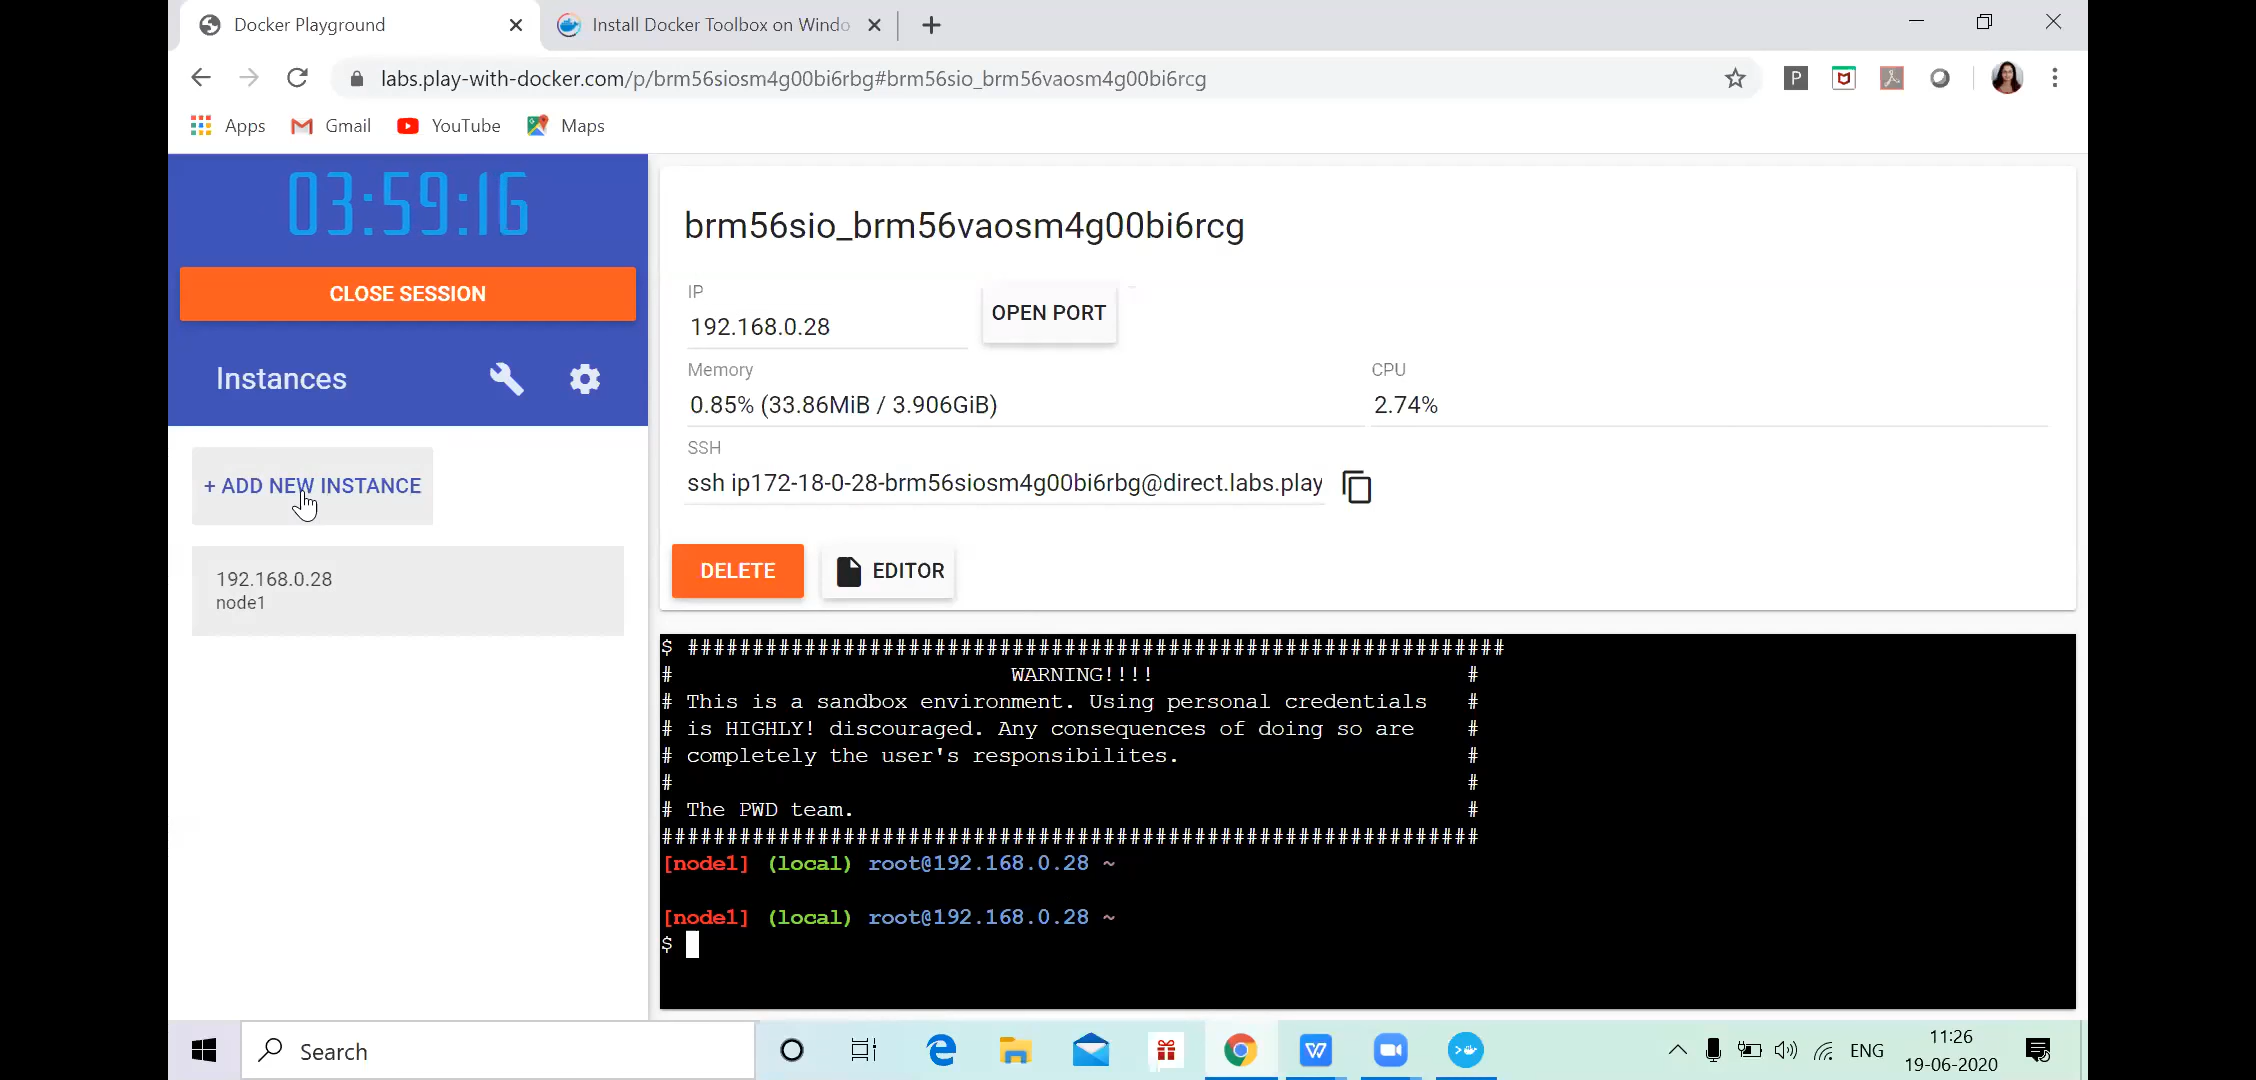 Docker Playground
Install Docker Toolbox on Windo
labs.play-with-docker.com/p/brm56siosm4g00bi6rbg#brm56sio_brm56vaosm4g00bi6rcg
P
Apps
Gmail
YouTube
Maps
03:59:16
CLOSE SESSION
Instances
+ ADD NEW INSTANCE
192.168.0.28
node1
brm56sio_brm56vaosm4g00bi6rcg
IP
192.168.0.28
OPEN PORT
Memory
0.85% (33.86MiB / 3.906GiB)
CPU
2.74%
SSH
ssh ip172-18-0-28-brm56siosm4g00bi6rbg@direct.labs.play
DELETE
EDITOR
$ ###############################################################
# WARNING!!!! #
# This is a sandbox environment. Using personal credentials #
# is HIGHLY! discouraged. Any consequences of doing so are #
# completely the user's responsibilites. #
# #
# The PWD team. #
###############################################################
[node1] (local) root@192.168.0.28 ~
[node1] (local) root@192.168.0.28 ~
$
Search
ENG
11:26
19-06-2020